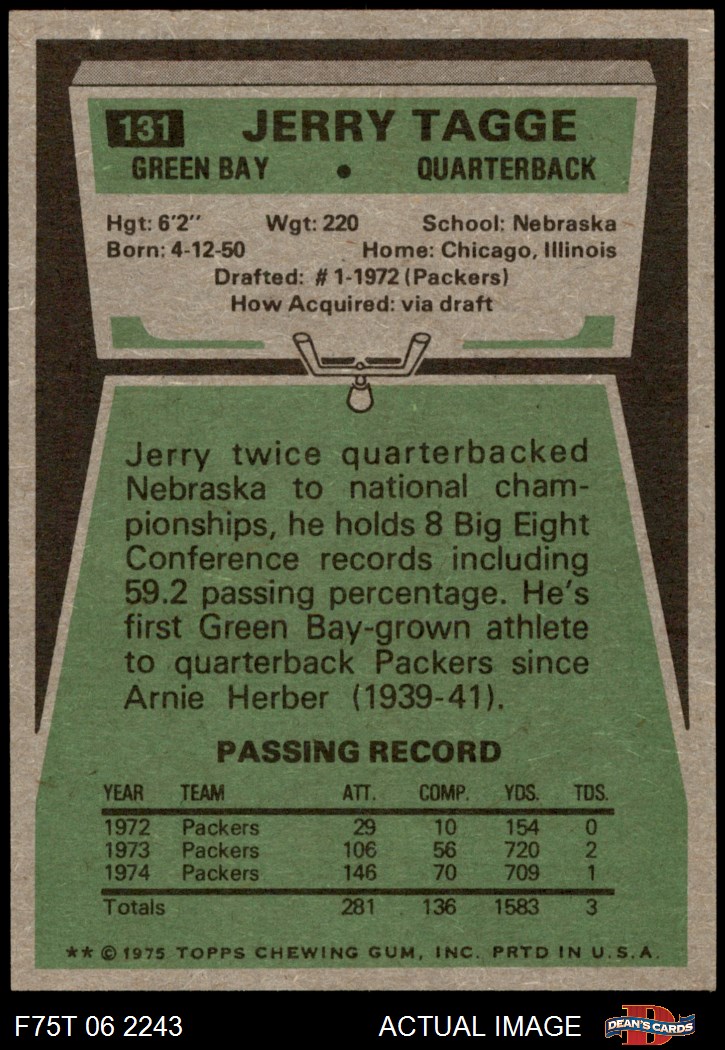 131 JERRY TAGGE
GREEN BAY • QUARTERBACK
Hgt: 6'2" Wgt: 220 School: Nebraska
Born: 4-12-50 Home: Chicago, Illinois
Drafted: #1-1972 (Packers)
How Acquired: via draft
Jerry twice quarterbacked
Nebraska to national cham-
pionships, he holds 8 Big Eight
Conference records including
59.2 passing percentage. He's
first Green Bay-grown athlete
to quarterback Packers since
Arnie Herber (1939-41).
PASSING RECORD
YEAR TEAM ATT. COMP. YDS. TDS.
1972 Packers 29 10 154 0
1973 Packers 106 56 720 2
1974 Packers 146 70 709 1
Totals 281 136 1583 3
** © 1975 TOPPS CHEWING GUM, INC. PRTD IN U.S.A.
F75T 06 2243 ACTUAL IMAGE D DEAN'S CARDS